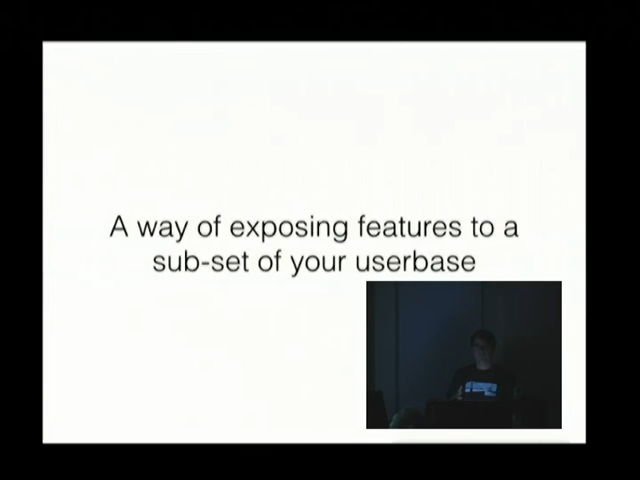 A way of exposing features to a
sub-set of your userbase